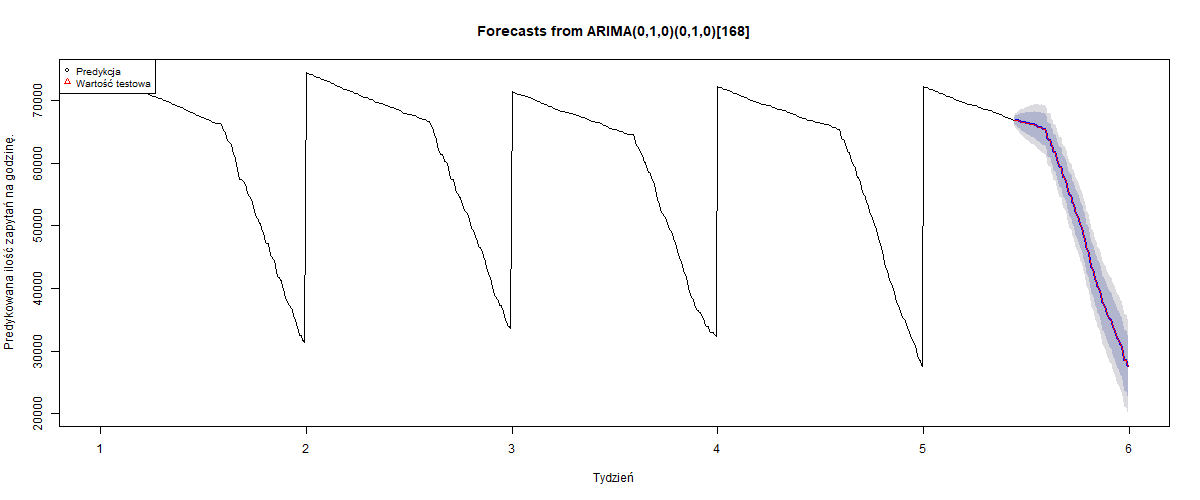 Forecasts from ARIMA(0,1,0)(0,1,0)[168]
Predykcja
Wartość testowa
Predykowana ilość zapytań na godzinę.
70000
60000
50000
40000
30000
20000
1 2 3 4 5 6
Tydzień